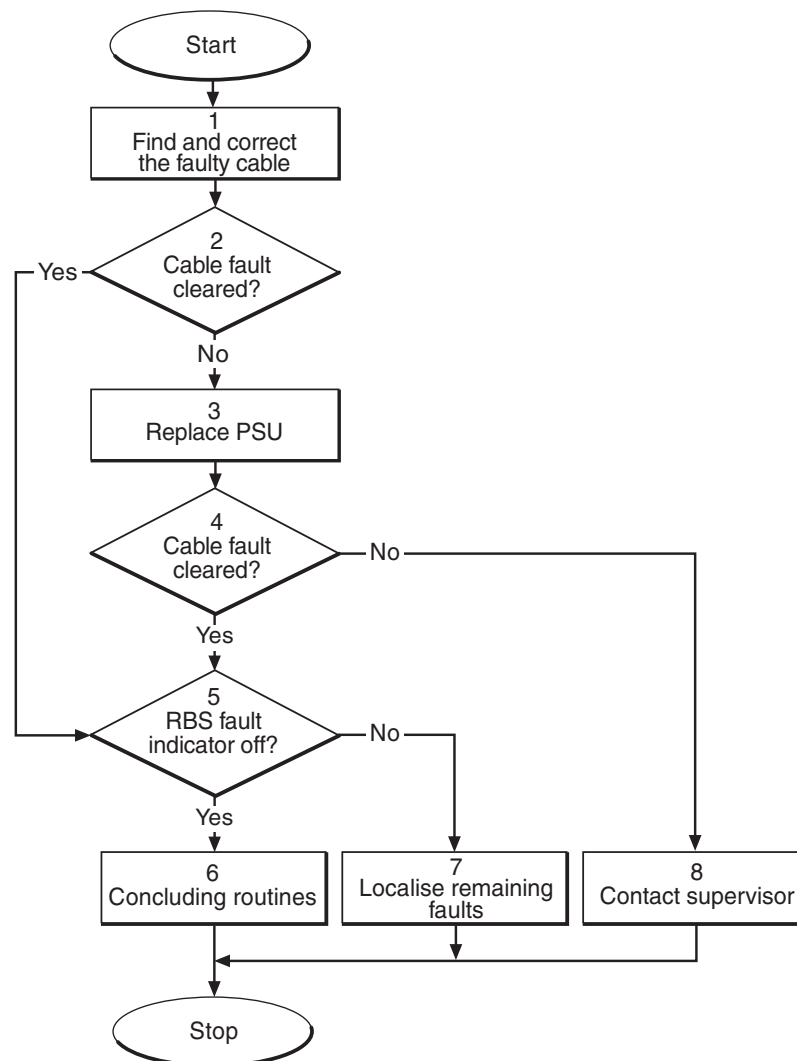 Start
1
Find and correct
the faulty cable
2
Cable fault
cleared?
Yes
No
3
Replace PSU
4
Cable fault
cleared?
No
Yes
5
RBS fault
indicator off?
No
Yes
6
Concluding routines
7
Localise remaining
faults
8
Contact supervisor
Stop